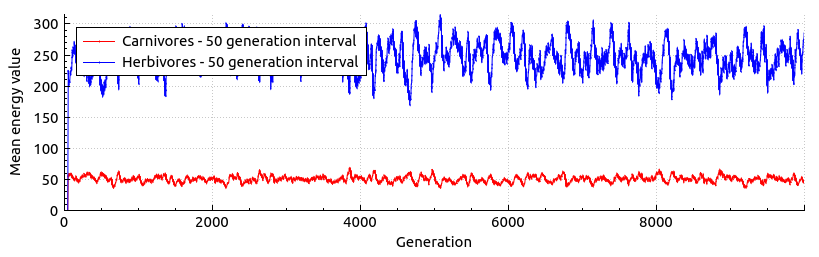 300
250
200
150
100
50
0
Mean energy value
Carnivores - 50 generation interval
Herbivores - 50 generation interval
0 2000 4000 6000 8000
Generation